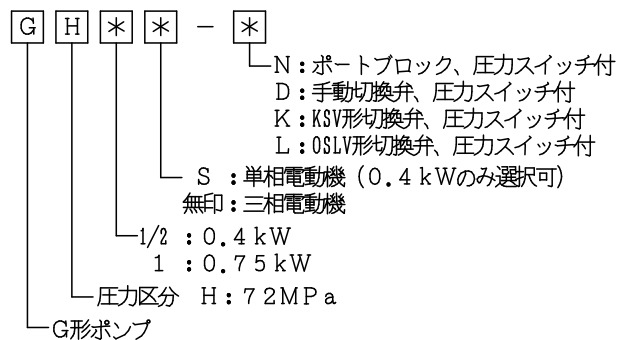 GH＊＊－＊
N：ポートブロック、圧力スイッチ付
D：手動切換弁、圧力スイッチ付
K：KSV形切換弁、圧力スイッチ付
L：OSLV形切換弁、圧力スイッチ付
S ：単相電動機（0.4kWのみ選択可）
無印：三相電動機
1/2 ：0.4kW
1 ：0.75kW
圧力区分 H：72MPa
G形ポンプ